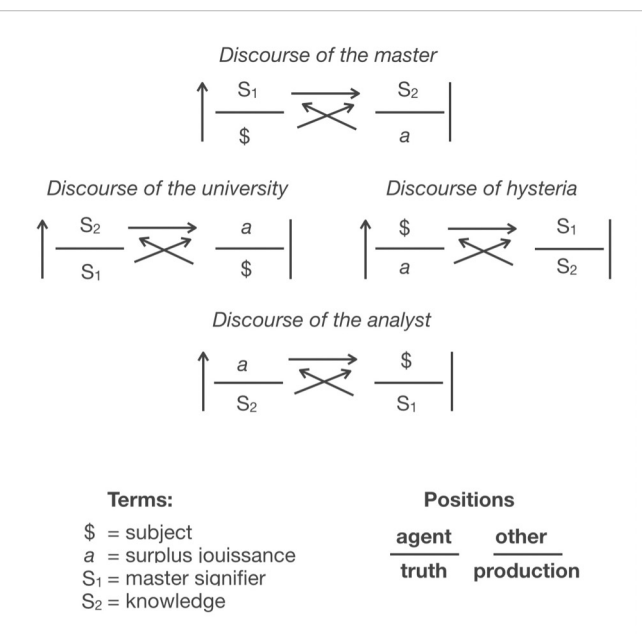 Discourse of the master
S₁ S₂
$ a
Discourse of the university Discourse of hysteria
S₂ a $ S₁
S₁ $ a S₂
Discourse of the analyst
a $
S₂ S₁
Terms: Positions
$ = subject
agent other
a = surplus jouissance
truth production
S₁ = master signifier
S₂ = knowledge